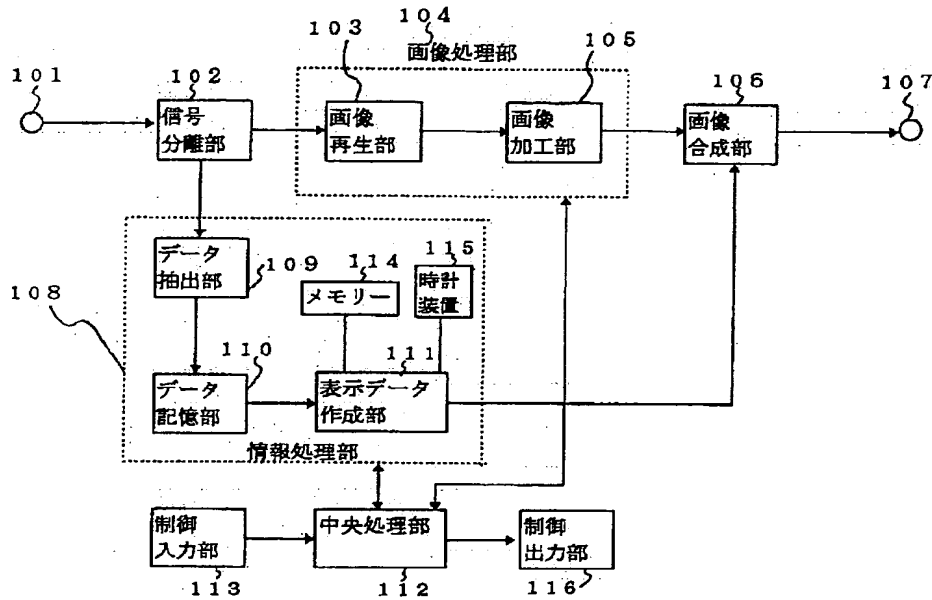 104
103
画像処理部
105
101
102
106
107
信号
分離部
画像
再生部
画像
加工部
画像
合成部
データ
抽出部
109
114
115
メモリー
時計
装置
108
110
111
データ
記憶部
表示データ
作成部
情報処理部
制御
入力部
中央処理部
制御
出力部
113
112
116